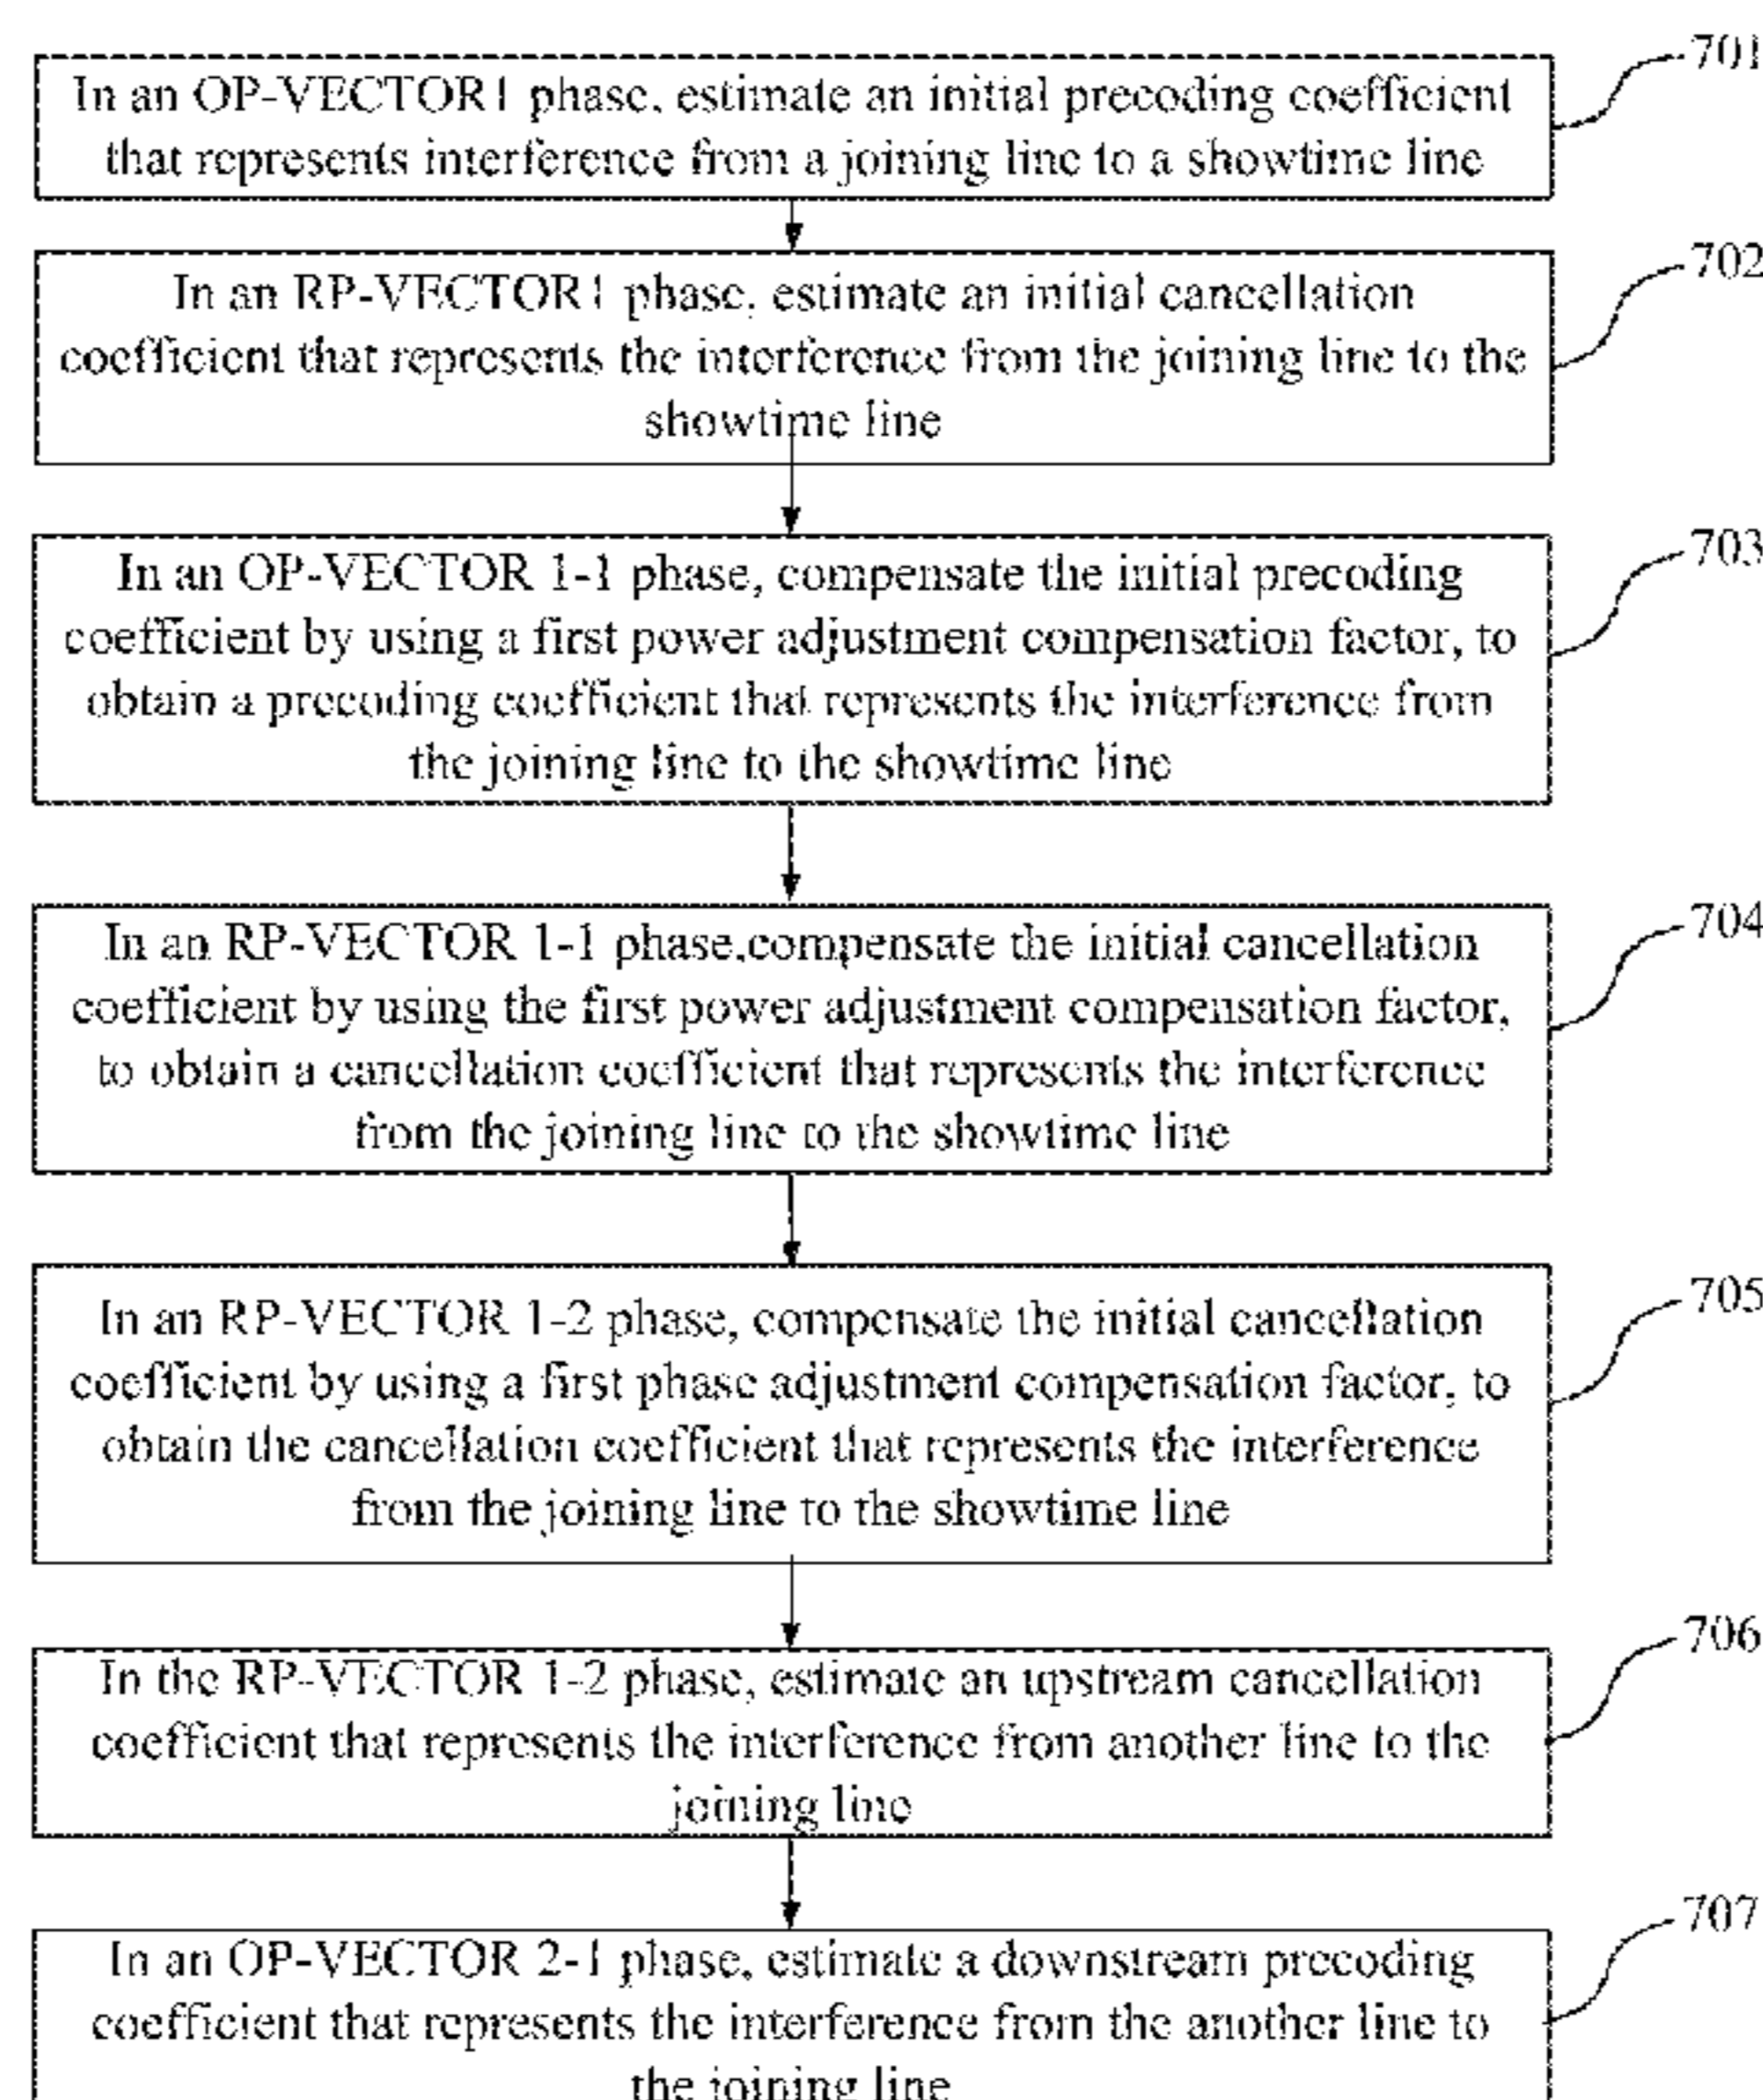 701
In an OP-VECTOR1 phase, estimate an initial precoding coefficient
that represents interference from a joining line to a showtime line
702
In an RP-VECTOR1 phase, estimate an initial cancellation
coefficient that represents the interference from the joining line to the
showtime line
703
In an OP-VECTOR 1-1 phase, compensate the initial precoding
coefficient by using a first power adjustment compensation factor, to
obtain a precoding coefficient that represents the interference from
the joining line to the showtime line
704
In an RP-VECTOR 1-1 phase,compensate the initial cancellation
coefficient by using the first power adjustment compensation factor,
to obtain a cancellation coefficient that represents the interference
from the joining line to the showtime line
705
In an RP-VECTOR 1-2 phase, compensate the initial cancellation
coefficient by using a first phase adjustment compensation factor, to
obtain the cancellation coefficient that represents the interference
from the joining line to the showtime line
706
In the RP-VECTOR 1-2 phase, estimate an upstream cancellation
coefficient that represents the interference from another line to the
joining line
707
In an OP-VECTOR 2-1 phase, estimate a downstream precoding
coefficient that represents the interference from the another line to
the joining line